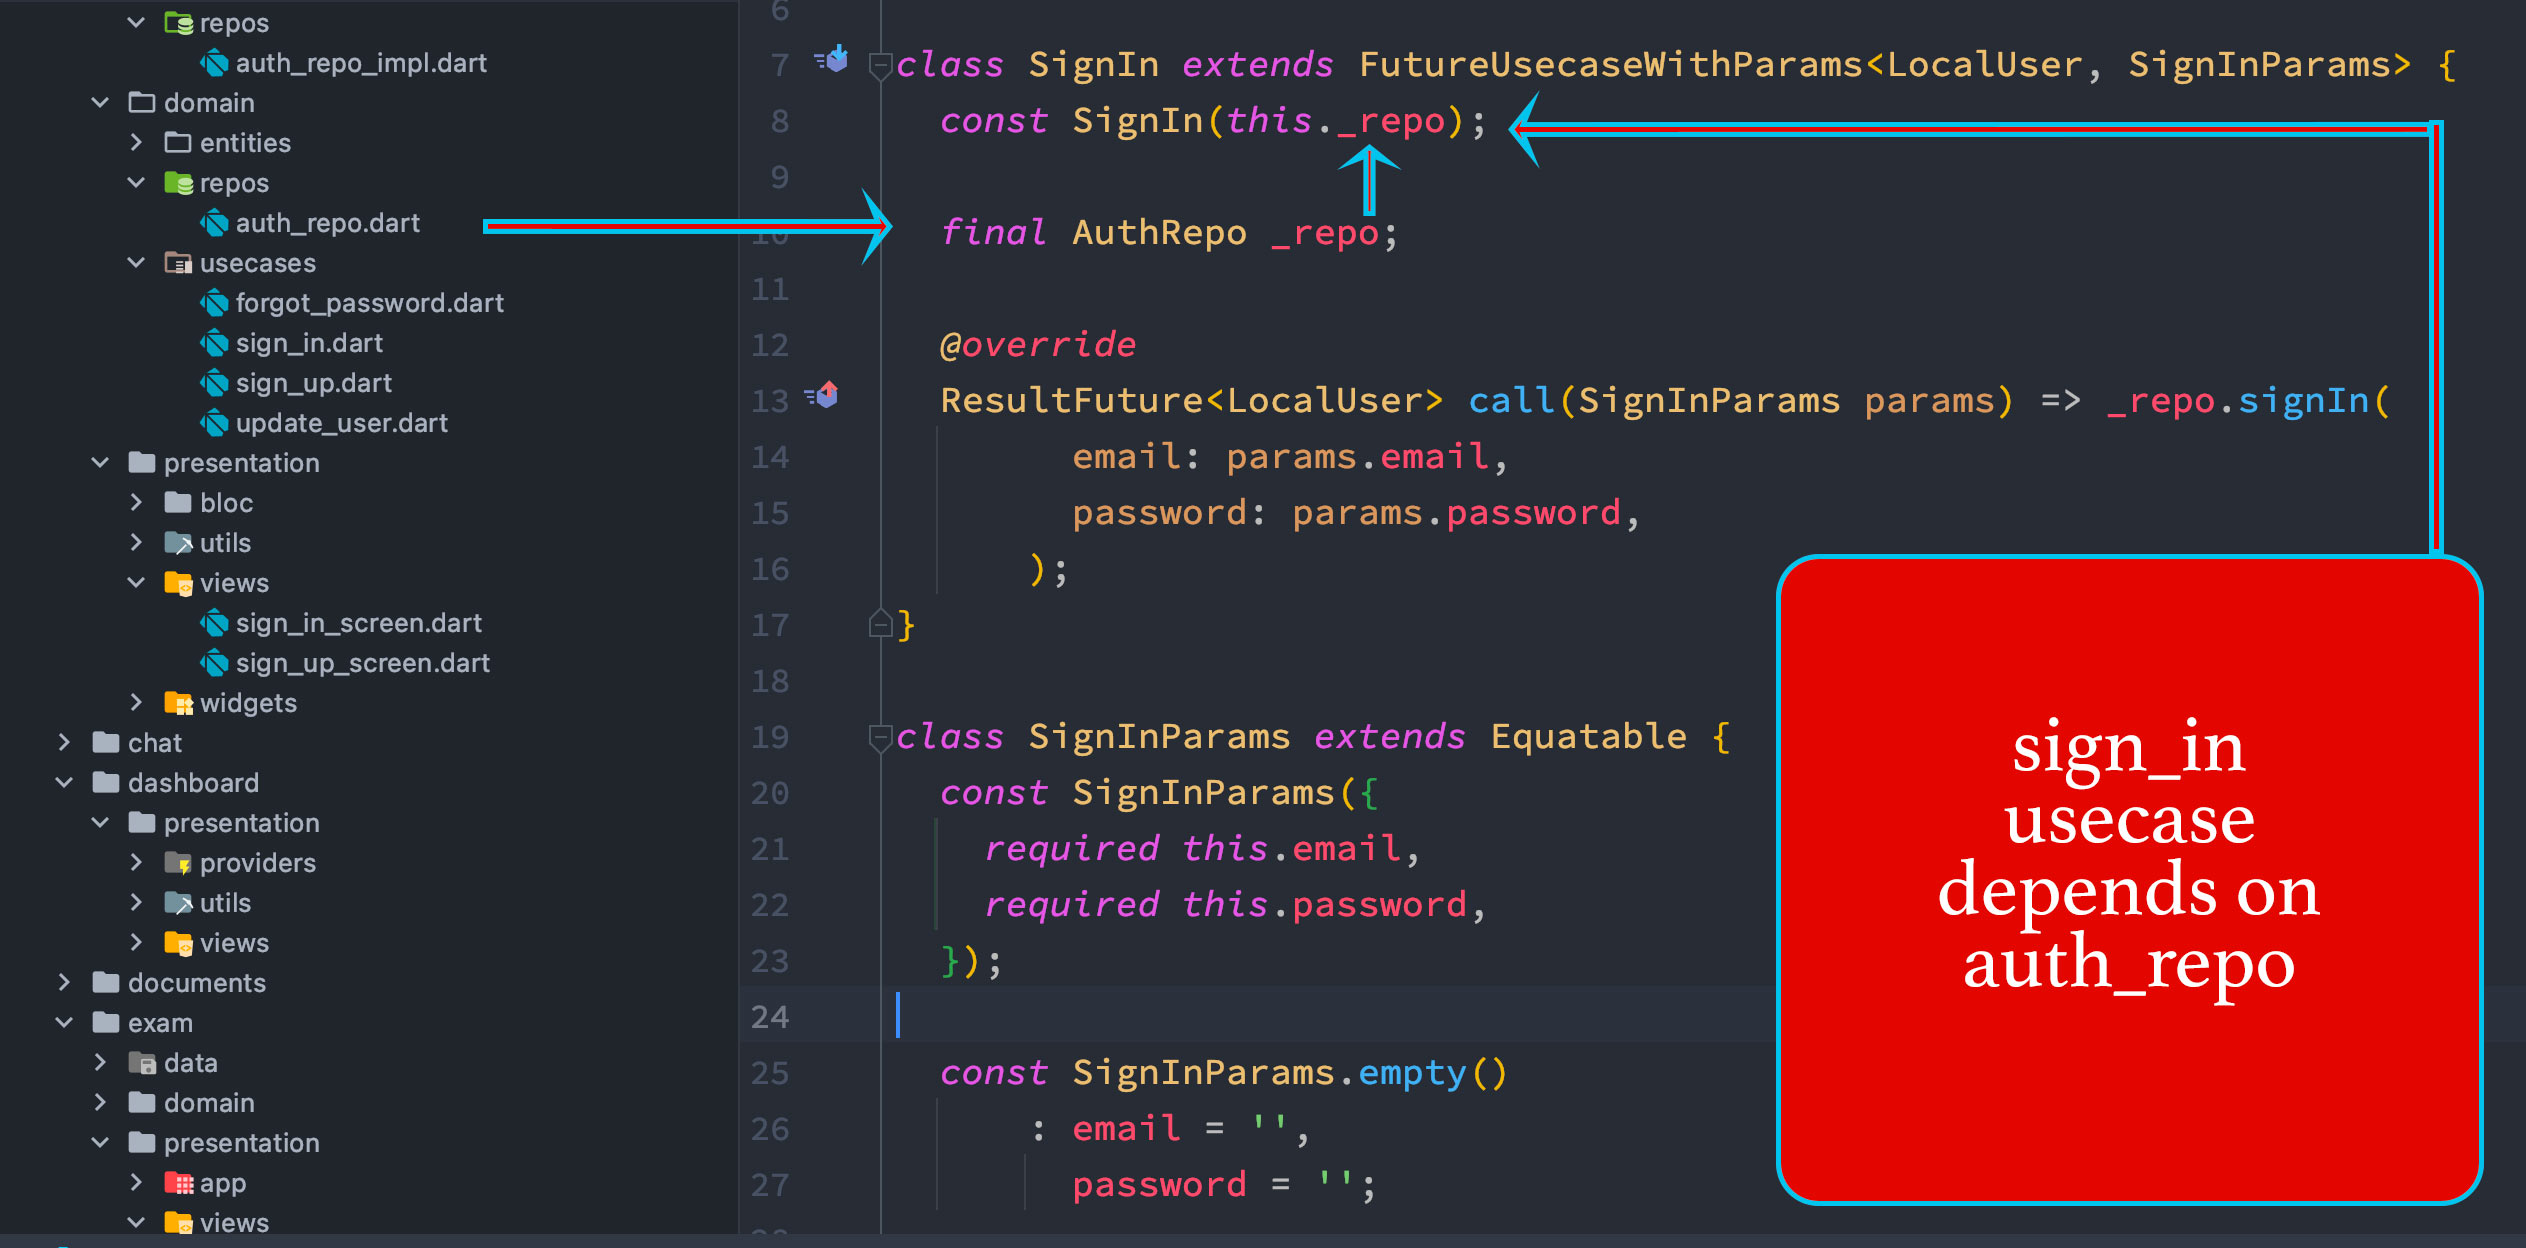 repos
auth_repo_impl.dart
domain
entities
repos
auth_repo.dart
usecases
forgot_password.dart
sign_in.dart
sign_up.dart
update_user.dart
presentation
bloc
utils
views
sign_in_screen.dart
sign_up_screen.dart
widgets
chat
dashboard
presentation
providers
utils
views
documents
exam
data
domain
presentation
app
views
6
7 class SignIn extends FutureUsecaseWithParams<LocalUser, SignInParams> {
8 const SignIn(this._repo);
9
10 final AuthRepo _repo;
11
12 @override
13 ResultFuture<LocalUser> call(SignInParams params) => _repo.signIn(
14 email: params.email,
15 password: params.password,
16 );
17 }
18
19 class SignInParams extends Equatable {
20 const SignInParams({
21 required this.email,
22 required this.password,
23 });
24
25 const SignInParams.empty()
26 : email = '',
27 password = '';
sign_in
usecase
depends on
auth_repo